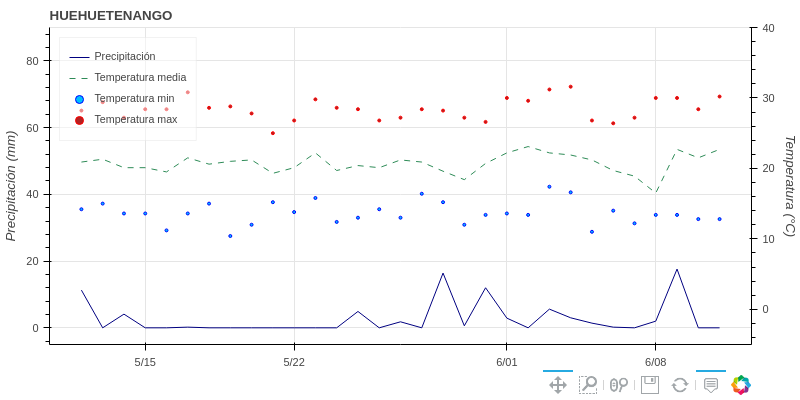 HUEHUETENANGO
Precipitación
Temperatura media
Temperatura min
Temperatura max
Precipitación (mm)
80
60
40
20
0
Temperatura (°C)
40
30
20
10
0
5/15
5/22
6/01
6/08